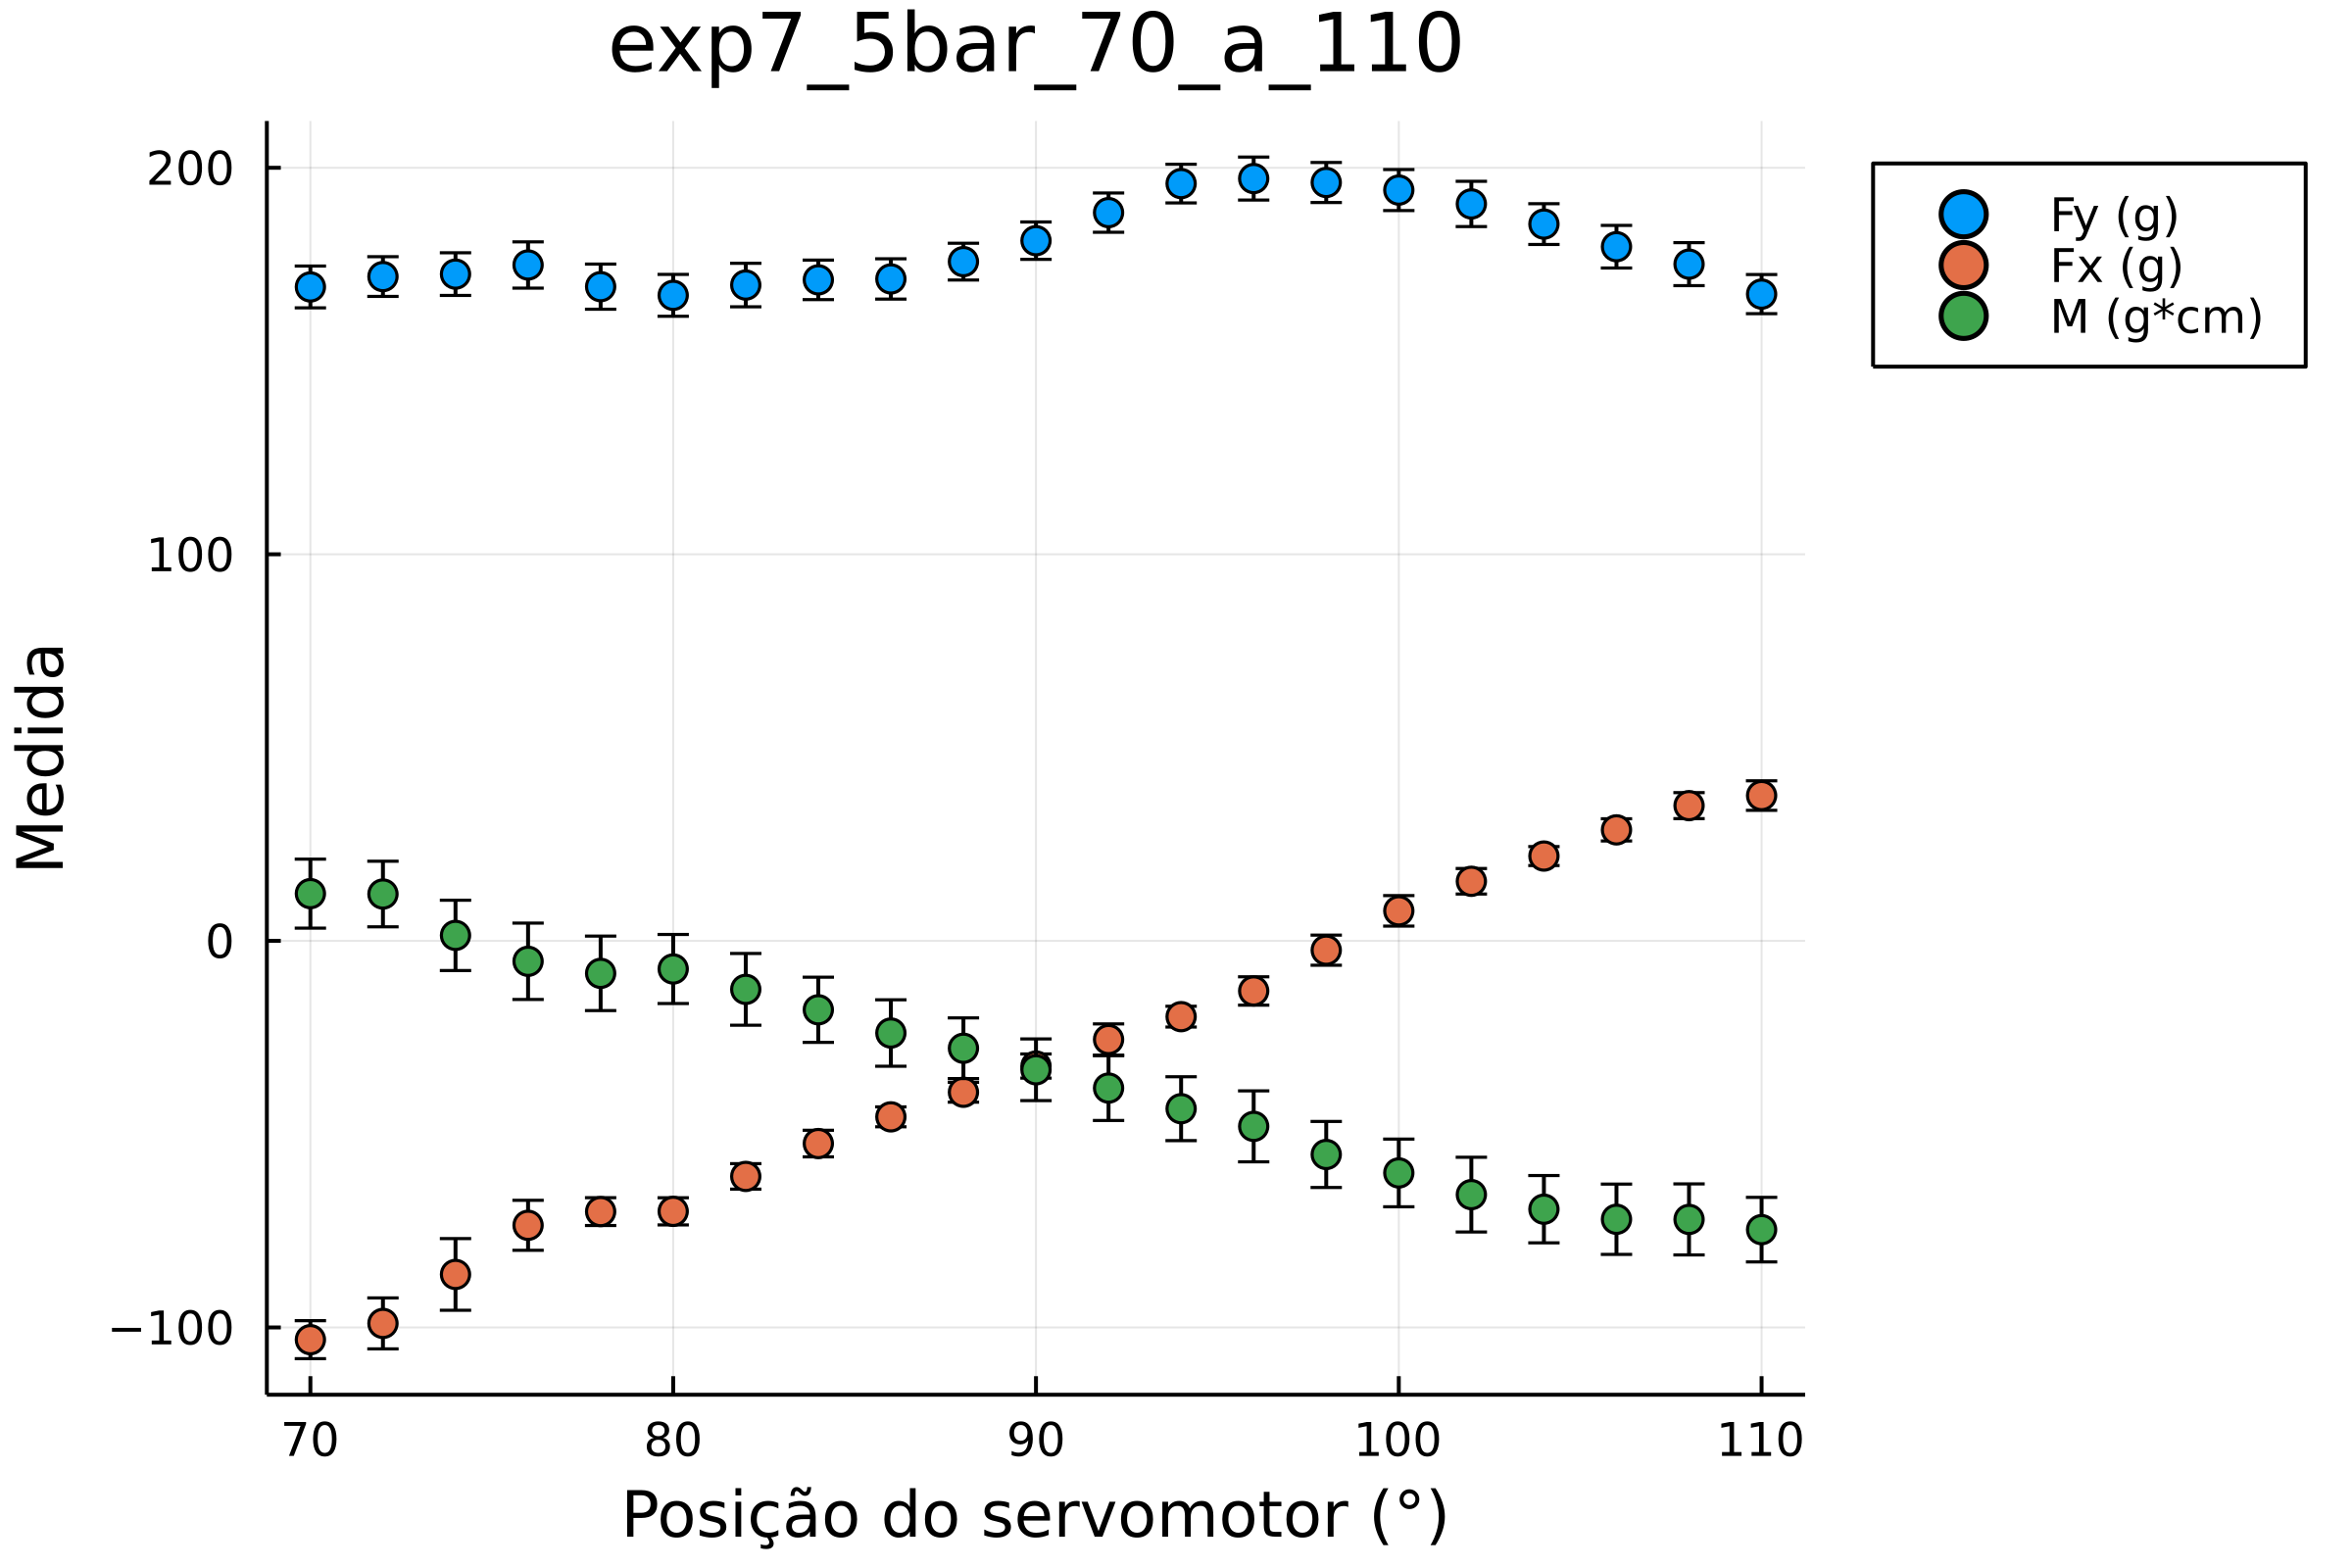 exp7_5bar_70_a_110
200
100
0
−100
Medida
70 80 90 100 110
Posição do servomotor (°)
Fy (g)
Fx (g)
M (g*cm)